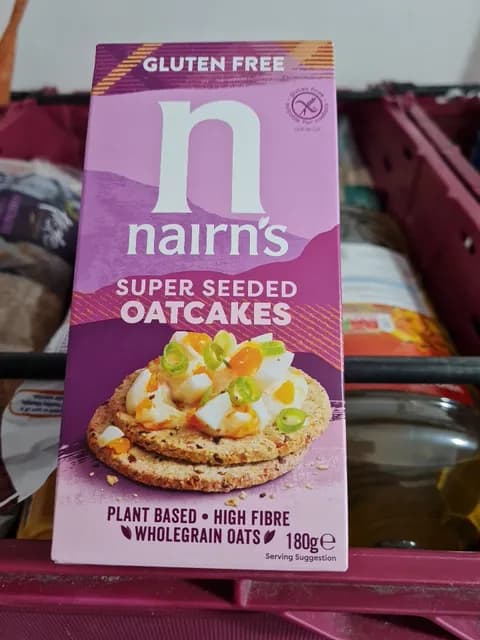 GLUTEN FREE
n
nairn's
SUPER SEEDED
OATCAKES
PLANT BASED • HIGH FIBRE
WHOLEGRAIN OATS
180g e
Serving Suggestion